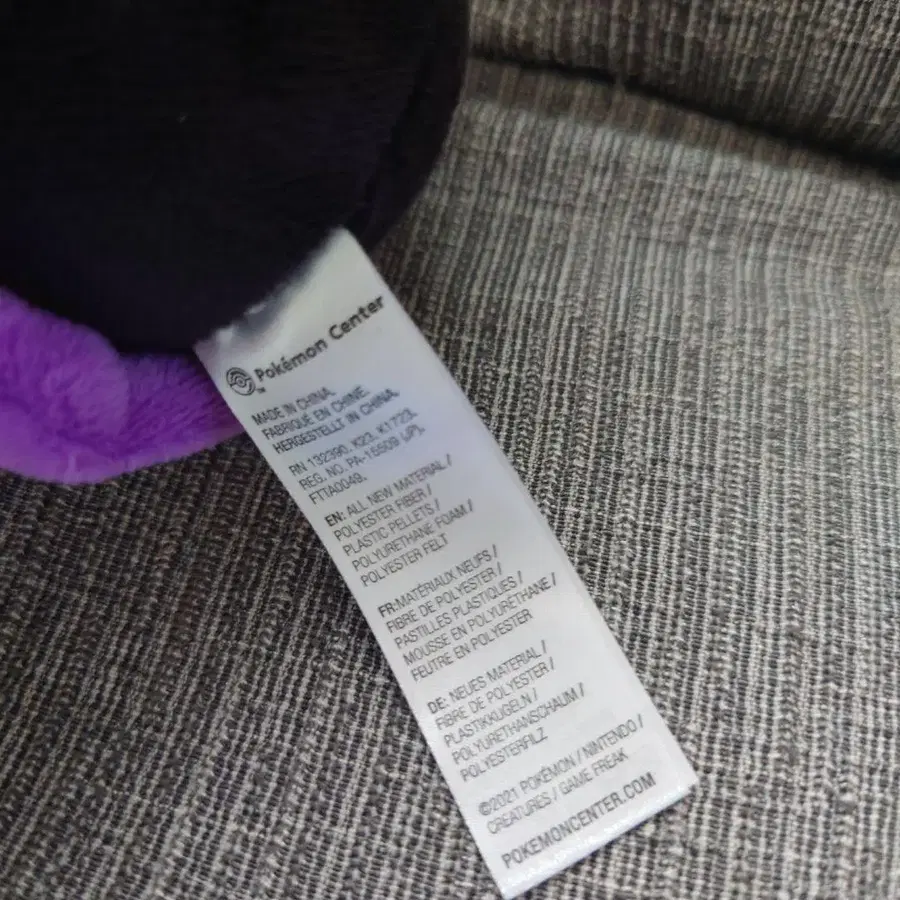 Pokémon Center
TM
MADE IN CHINA.
FABRIQUÉ EN CHINE.
HERGESTELLT IN CHINA.
RN 132390, K23, K1723,
REG. NO. PA-16509 (JP),
FTTA0049,
EN: ALL NEW MATERIAL /
POLYESTER FIBER /
PLASTIC PELLETS /
POLYURETHANE FOAM /
POLYESTER FELT
FR:MATÉRIAUX NEUFS /
FIBRE DE POLYESTER /
PASTILLES PLASTIQUES /
MOUSSE EN POLYURÉTHANE /
FEUTRE EN POLYESTER
DE: NEUES MATERIAL /
FIBRE DE POLYESTER /
PLASTIKKUGELN /
POLYURETHANSCHAUM /
POLYESTERFILZ
©2021 POKÉMON / NINTENDO /
CREATURES / GAME FREAK
POKEMONCENTER.COM